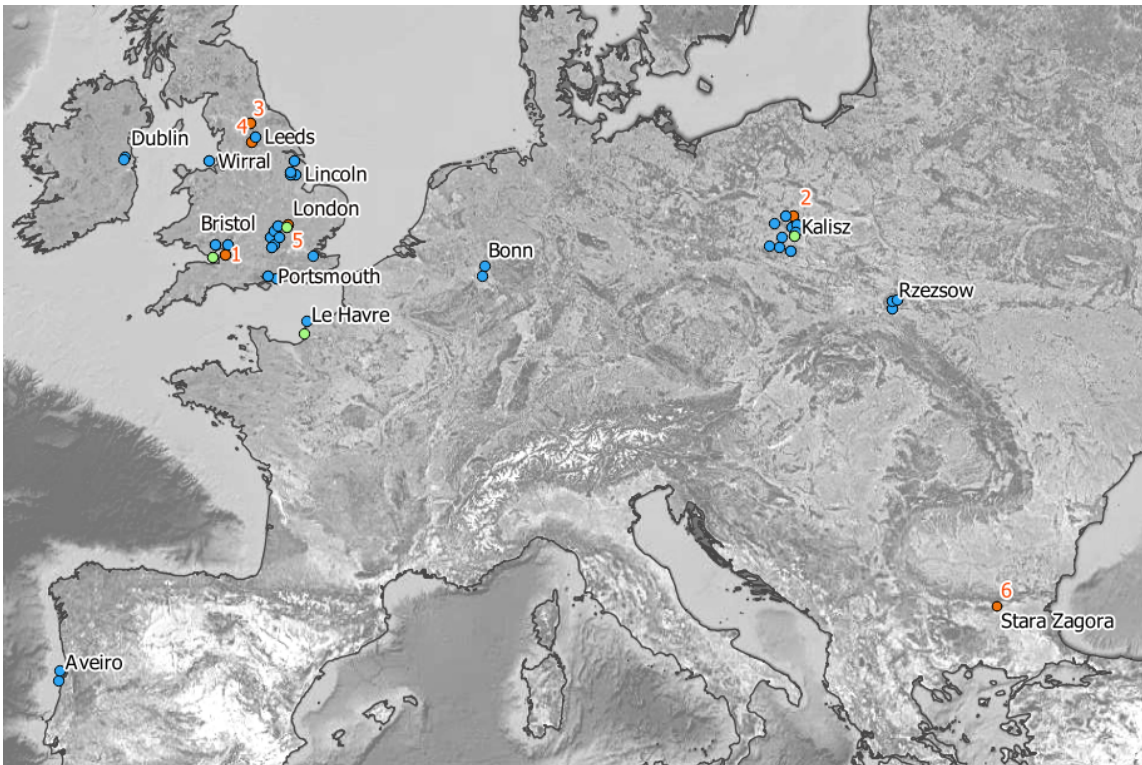 3
4
Leeds
Dublin
Wirral
Lincoln
2
London
Bristol
Kalisz
5
1
Bonn
Portsmouth
Rzezsow
Le Havre
6
Stara Zagora
Aveiro